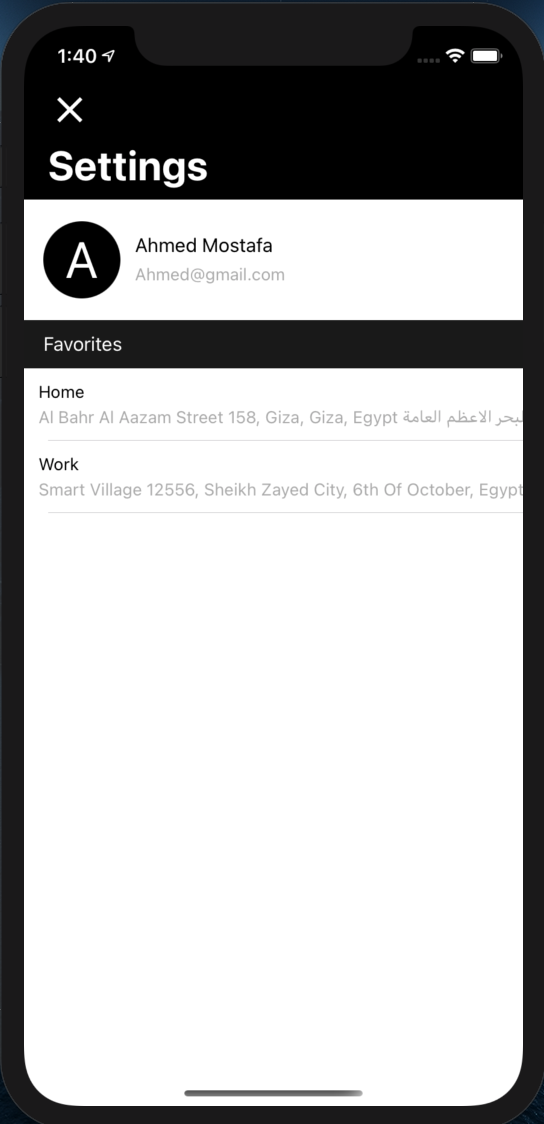 1:40
Settings
A
Ahmed Mostafa
Ahmed@gmail.com
Favorites
Home
Al Bahr Al Aazam Street 158, Giza, Giza, Egypt لبحر الاعظم العامة
Work
Smart Village 12556, Sheikh Zayed City, 6th Of October, Egypt